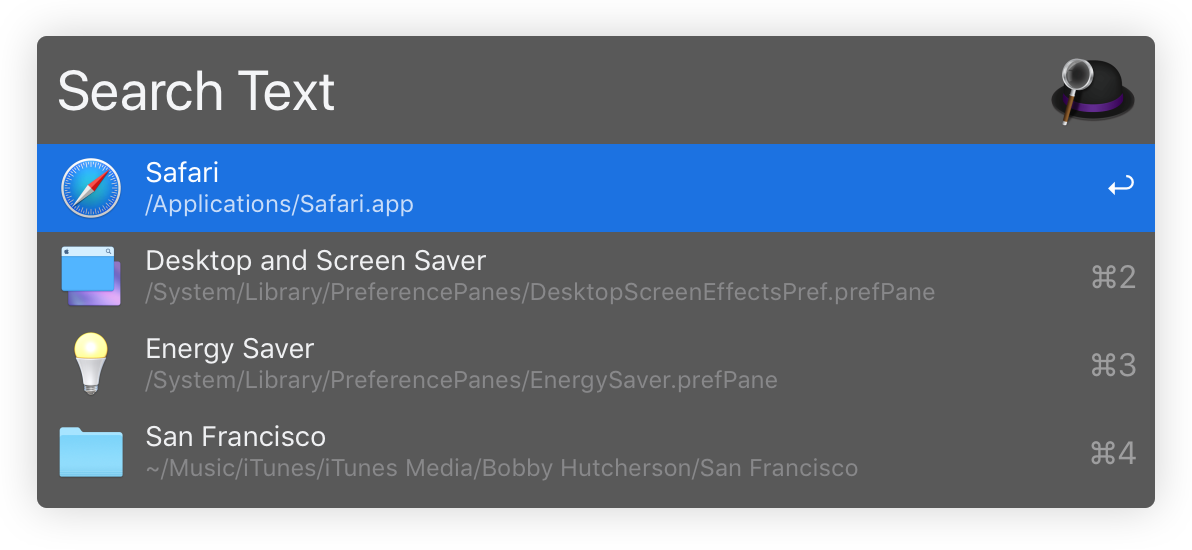 Search Text
Safari
/Applications/Safari.app
↩
Desktop and Screen Saver
/System/Library/PreferencePanes/DesktopScreenEffectsPref.prefPane
⌘2
Energy Saver
/System/Library/PreferencePanes/EnergySaver.prefPane
⌘3
San Francisco
~/Music/iTunes/iTunes Media/Bobby Hutcherson/San Francisco
⌘4